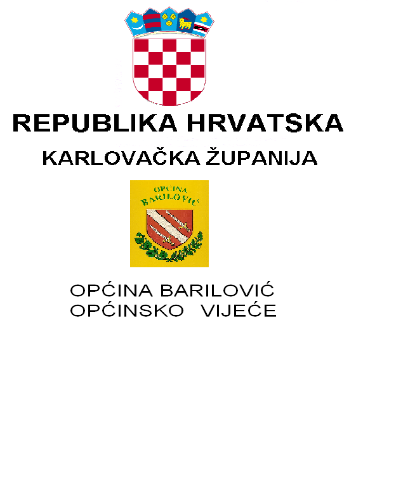 REPUBLIKA HRVATSKA
KARLOVAČKA ŽUPANIJA
OPĆINA
BARILOVIĆ
OPĆINA BARILOVIĆ
OPĆINSKO VIJEĆE